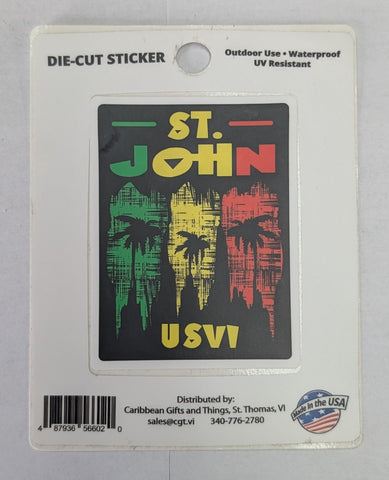 DIE-CUT STICKER
Outdoor Use • Waterproof
UV Resistant
ST.
JOHN
USVI
Distributed by:
Caribbean Gifts and Things, St. Thomas, VI
sales@cgt.vi 340-776-2780
4 87936 56602 0
Made in the USA